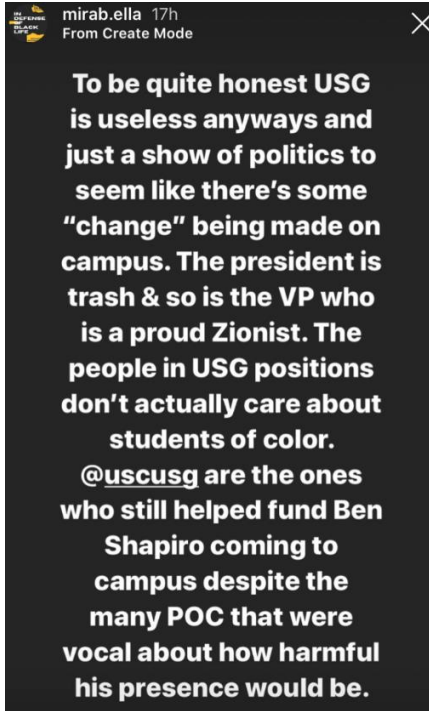 IN
DEFENSE
OF
BLACK
LIFE
mirab.ella 17h
From Create Mode
To be quite honest USG
is useless anyways and
just a show of politics to
seem like there’s some
“change” being made on
campus. The president is
trash & so is the VP who
is a proud Zionist. The
people in USG positions
don’t actually care about
students of color.
@uscusg are the ones
who still helped fund Ben
Shapiro coming to
campus despite the
many POC that were
vocal about how harmful
his presence would be.